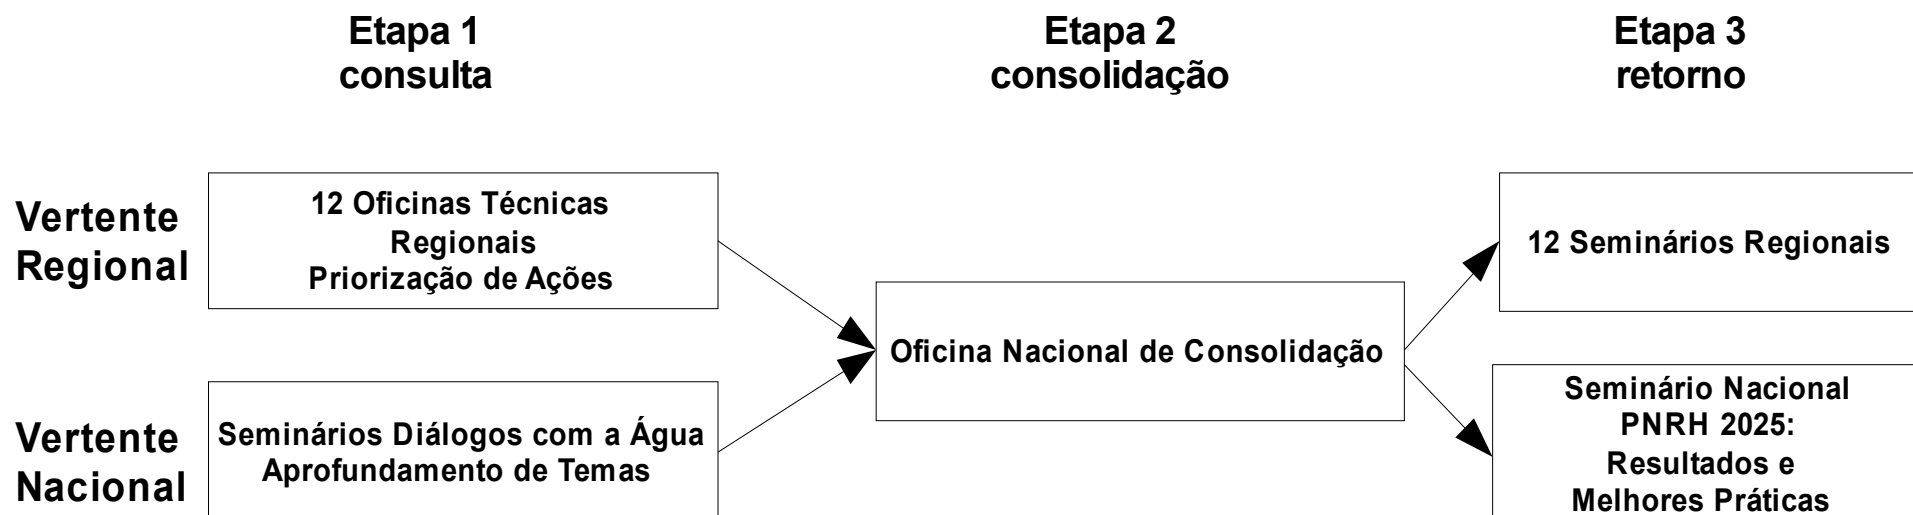 Etapa 1
consulta
Etapa 2
consolidação
Etapa 3
retorno
Vertente
Regional
12 Oficinas Técnicas
Regionais
Priorização de Ações
12 Seminários Regionais
Oficina Nacional de Consolidação
Vertente
Nacional
Seminários Diálogos com a Água
Aprofundamento de Temas
Seminário Nacional
PNRH 2025:
Resultados e
Melhores Práticas